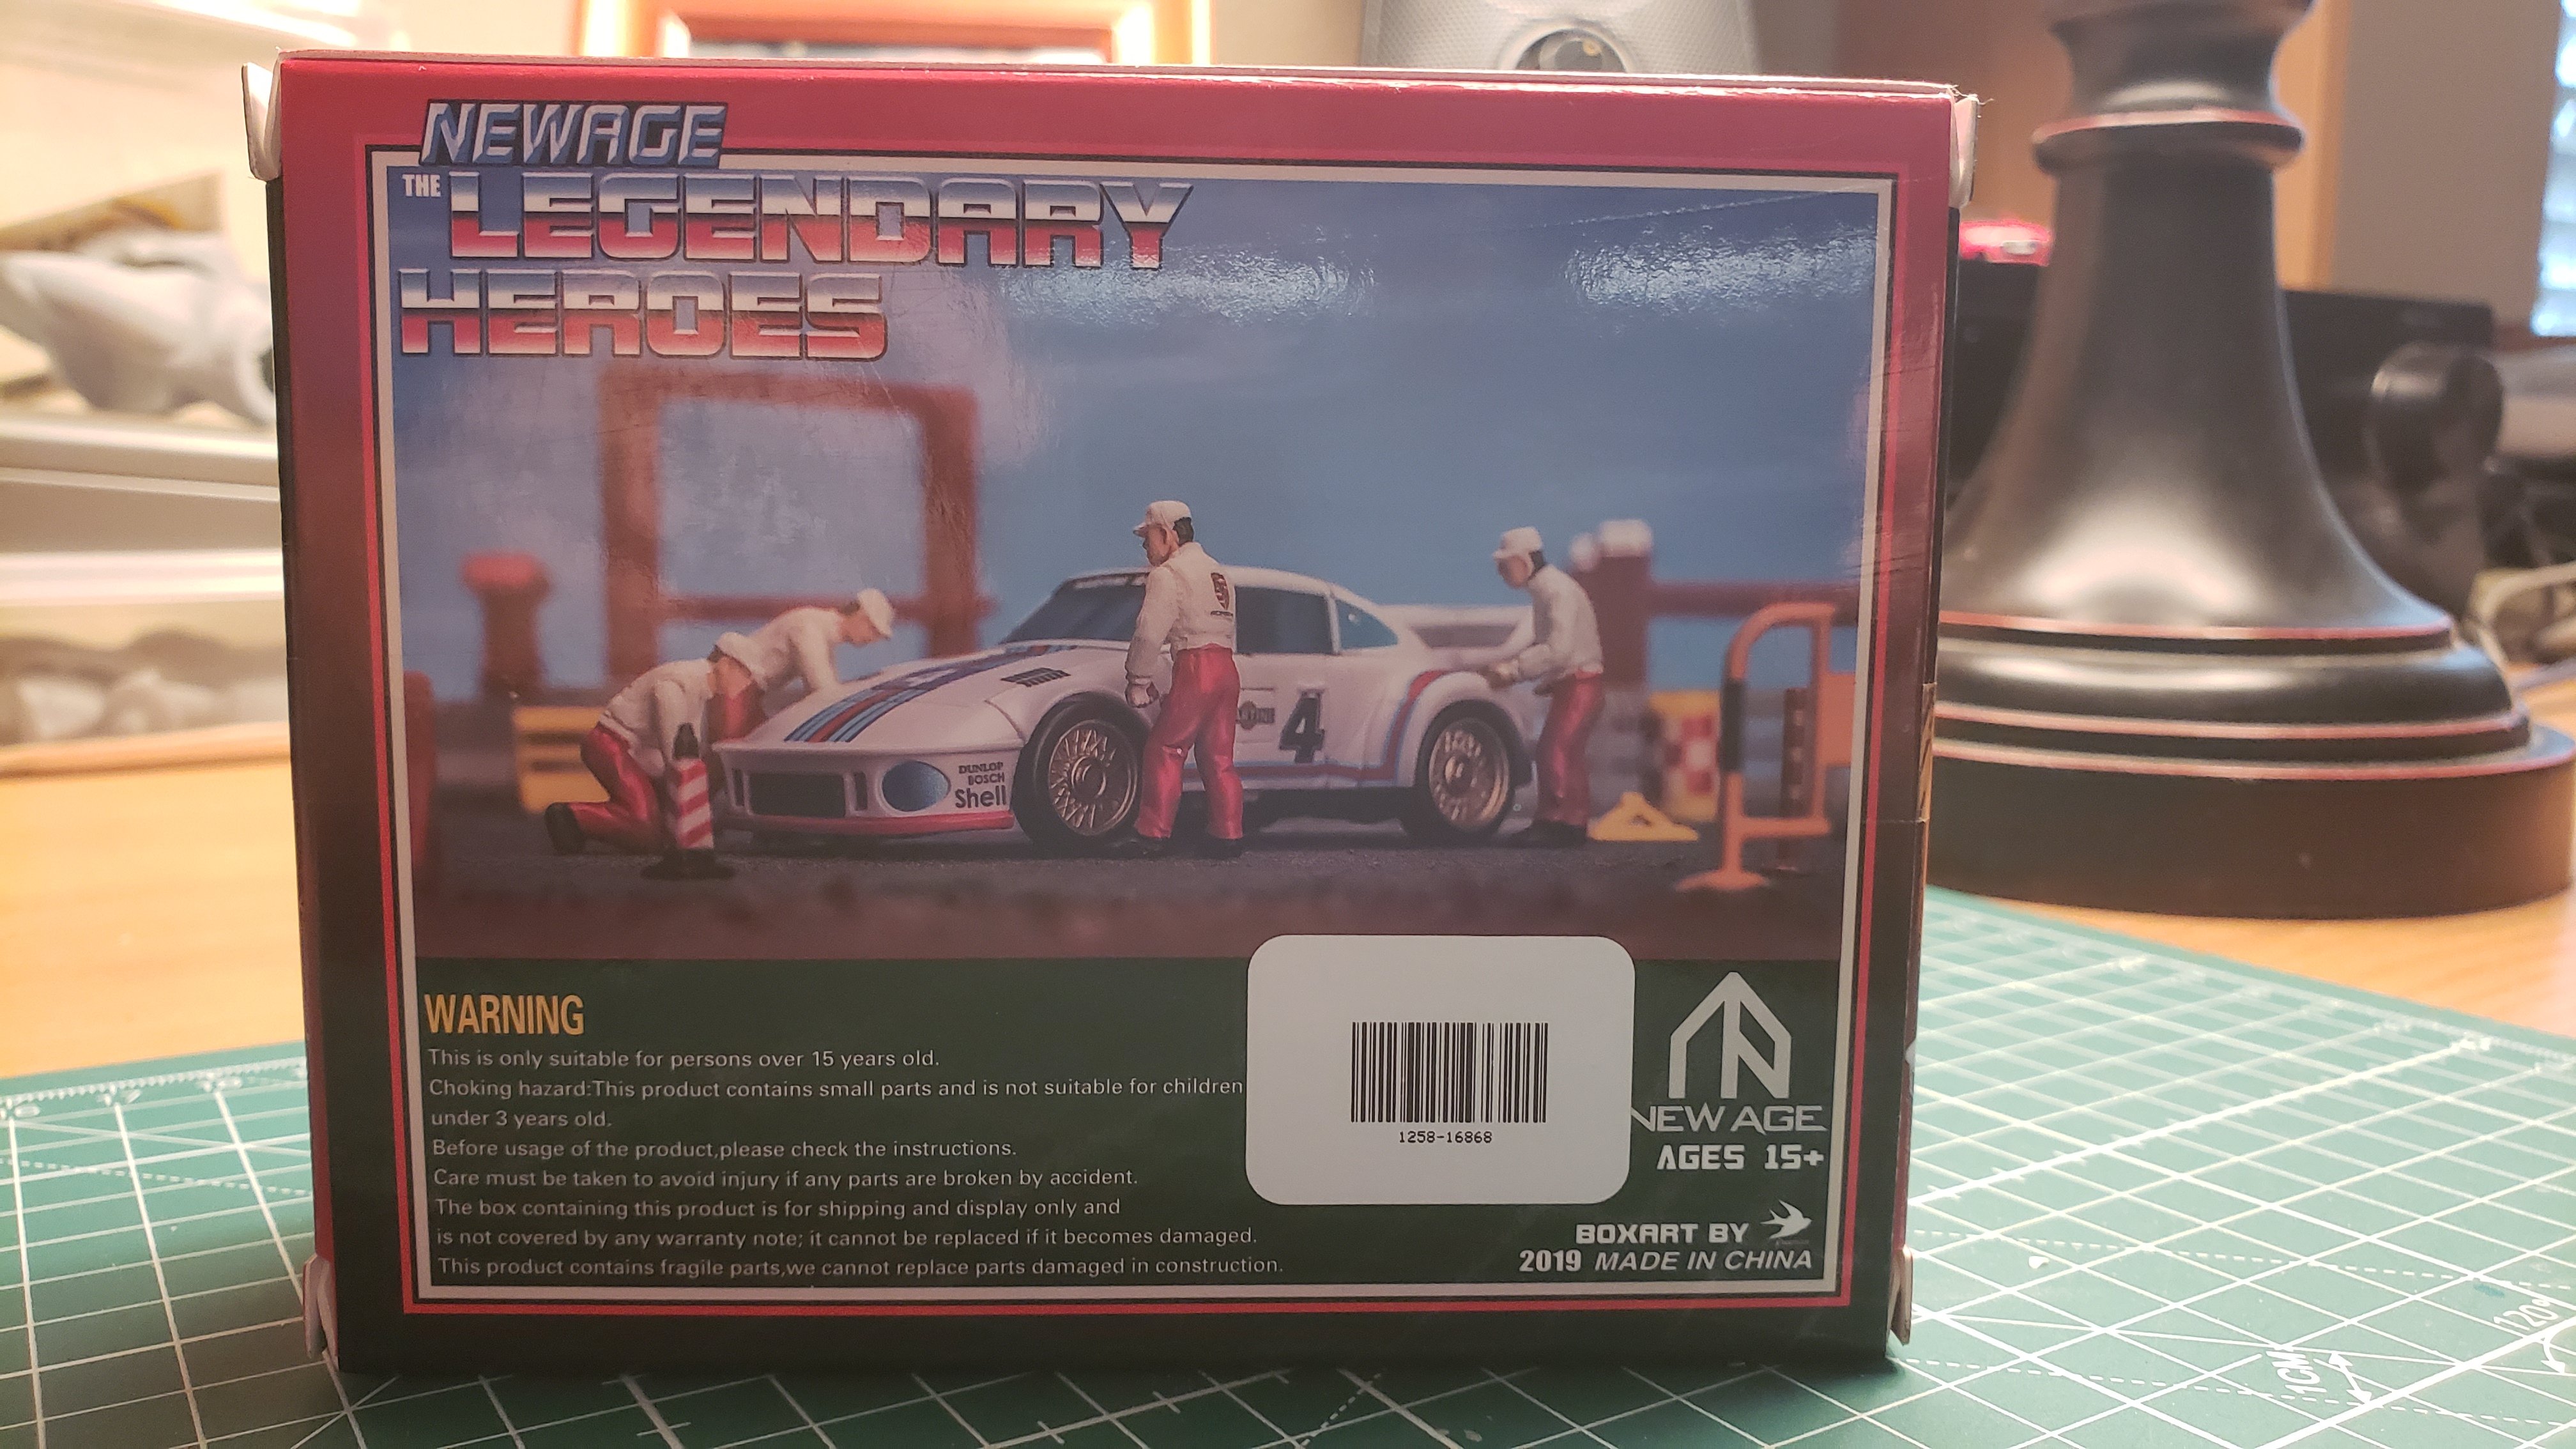 NEWAGE
THE LEGENDARY
HEROES
DUNLOP
BOSCH
Shell
4
WARNING
This is only suitable for persons over 15 years old.
Choking hazard:This product contains small parts and is not suitable for children
under 3 years old.
Before usage of the product,please check the instructions.
Care must be taken to avoid injury if any parts are broken by accident.
The box containing this product is for shipping and display only and
is not covered by any warranty note; it cannot be replaced if it becomes damaged.
This product contains fragile parts,we cannot replace parts damaged in construction.
1258-16868
NEW AGE
AGES 15+
BOXART BY
2019 MADE IN CHINA
1CM
120°